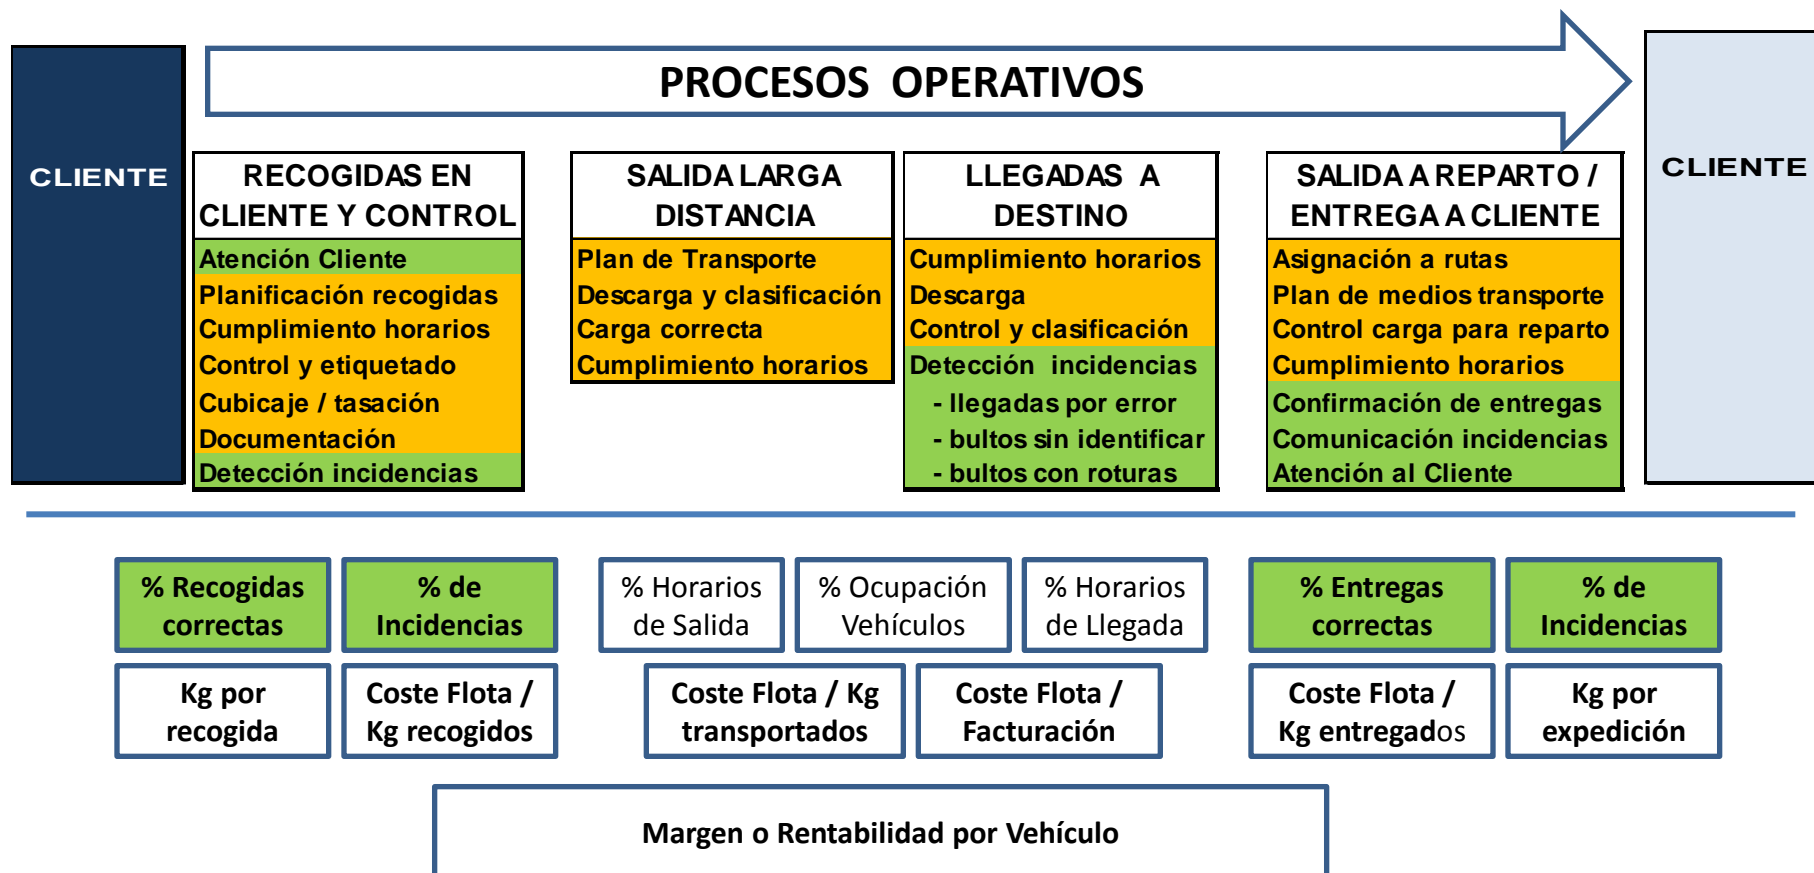 PROCESOS OPERATIVOS
CLIENTE
RECOGIDAS EN
CLIENTE Y CONTROL
Atención Cliente
Planificación recogidas
Cumplimiento horarios
Control y etiquetado
Cubicaje / tasación
Documentación
Detección incidencias
SALIDA LARGA
DISTANCIA
Plan de Transporte
Descarga y clasificación
Carga correcta
Cumplimiento horarios
LLEGADAS A
DESTINO
Cumplimiento horarios
Descarga
Control y clasificación
Detección incidencias
- llegadas por error
- bultos sin identificar
- bultos con roturas
SALIDA A REPARTO /
ENTREGA A CLIENTE
Asignación a rutas
Plan de medios transporte
Control carga para reparto
Cumplimiento horarios
Confirmación de entregas
Comunicación incidencias
Atención al Cliente
CLIENTE
% Recogidas
correctas
% de
Incidencias
% Horarios
de Salida
% Ocupación
Vehículos
% Horarios
de Llegada
% Entregas
correctas
% de
Incidencias
Kg por
recogida
Coste Flota /
Kg recogidos
Coste Flota / Kg
transportados
Coste Flota /
Facturación
Coste Flota /
Kg entregados
Kg por
expedición
Margen o Rentabilidad por Vehículo